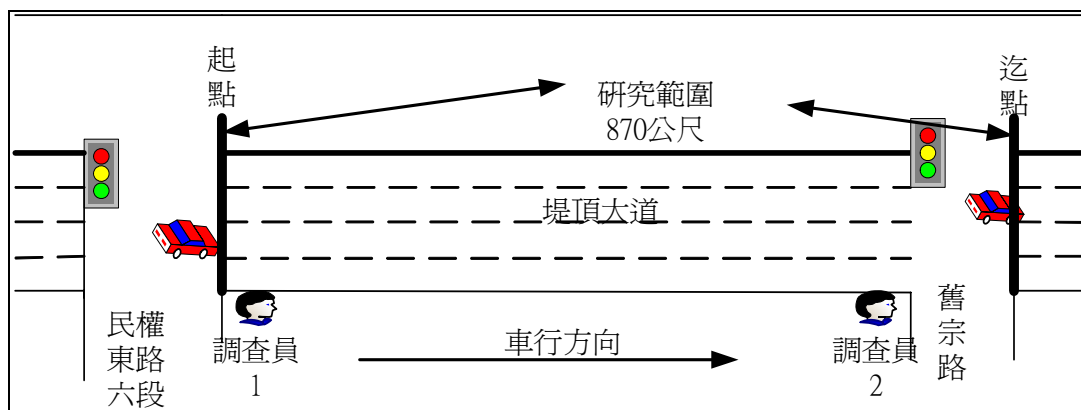 起點
研究範圍
870公尺
迄點
堤頂大道
民權東路六段
調查員
1
車行方向
調查員
2
舊宗路